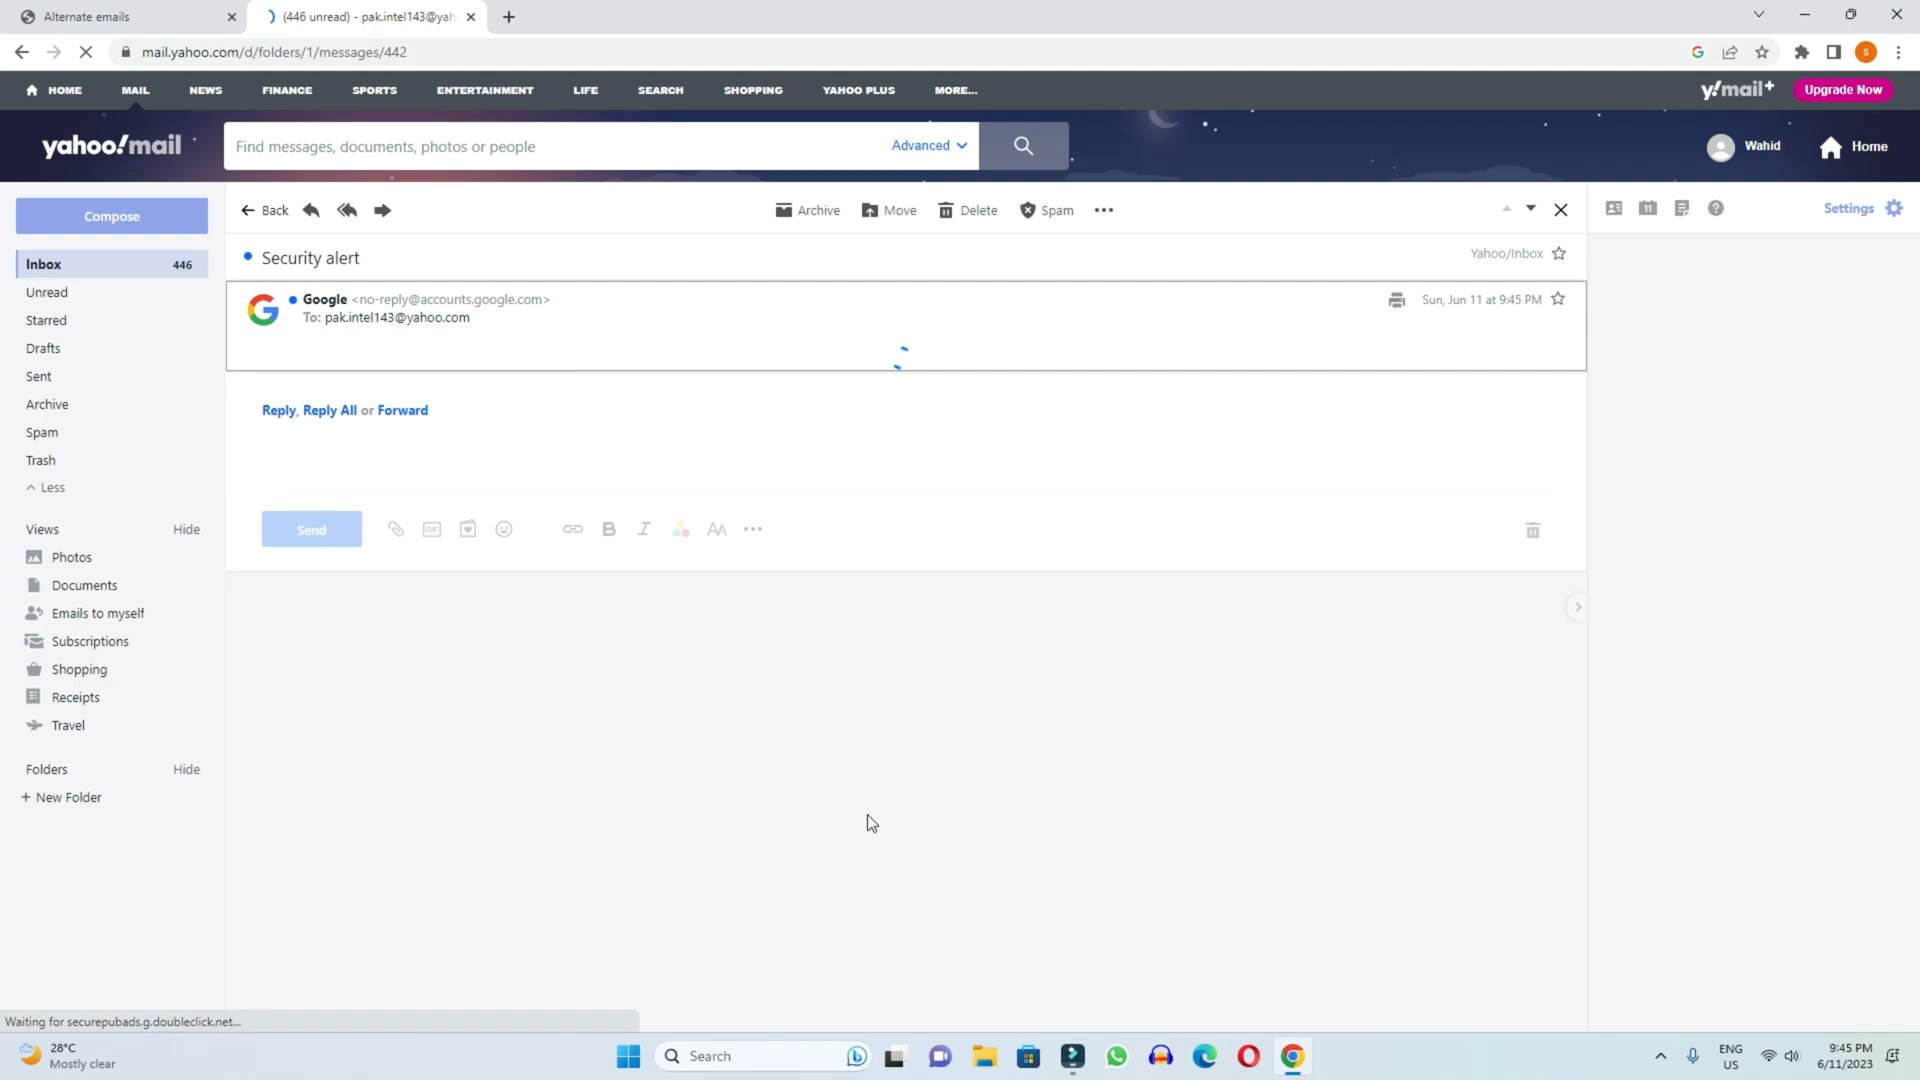 Alternate emails
(446 unread) - pak.intel143@yah
mail.yahoo.com/d/folders/1/messages/442
S
HOME MAIL NEWS FINANCE SPORTS ENTERTAINMENT LIFE SEARCH SHOPPING YAHOO PLUS MORE...
y!mail+ Upgrade Now
yahoo!mail
Find messages, documents, photos or people
Advanced
Wahid
Home
Compose
Back
Archive Move Delete Spam
11
Settings
Security alert
Yahoo/Inbox
Inbox 446
Unread
Starred
Drafts
Sent
Archive
Spam
Trash
Less
Google <no-reply@accounts.google.com>
Sun, Jun 11 at 9:45 PM
To: pak.intel143@yahoo.com
Reply, Reply All or Forward
Send
GIF
B I AA
Views Hide
Photos
Documents
Emails to myself
Subscriptions
Shopping
Receipts
Travel
Folders Hide
+ New Folder
Waiting for securepubads.g.doubleclick.net...
28°C
Mostly clear
Search
ENG
US
9:45 PM
6/11/2023